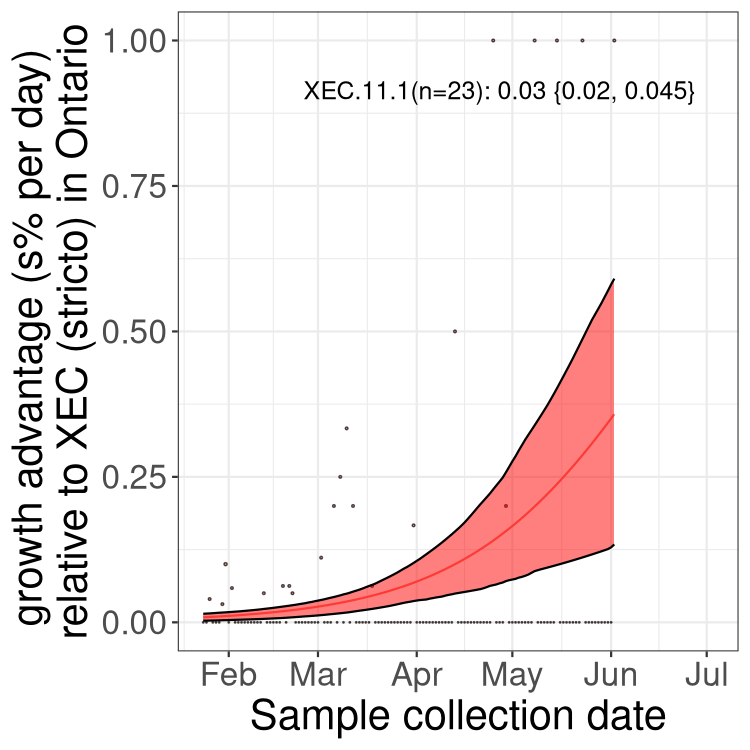 growth advantage (s% per day)
relative to XEC (stricto) in Ontario
1.00
0.75
0.50
0.25
0.00
XEC.11.1(n=23): 0.03 {0.02, 0.045}
Feb Mar Apr May Jun Jul
Sample collection date